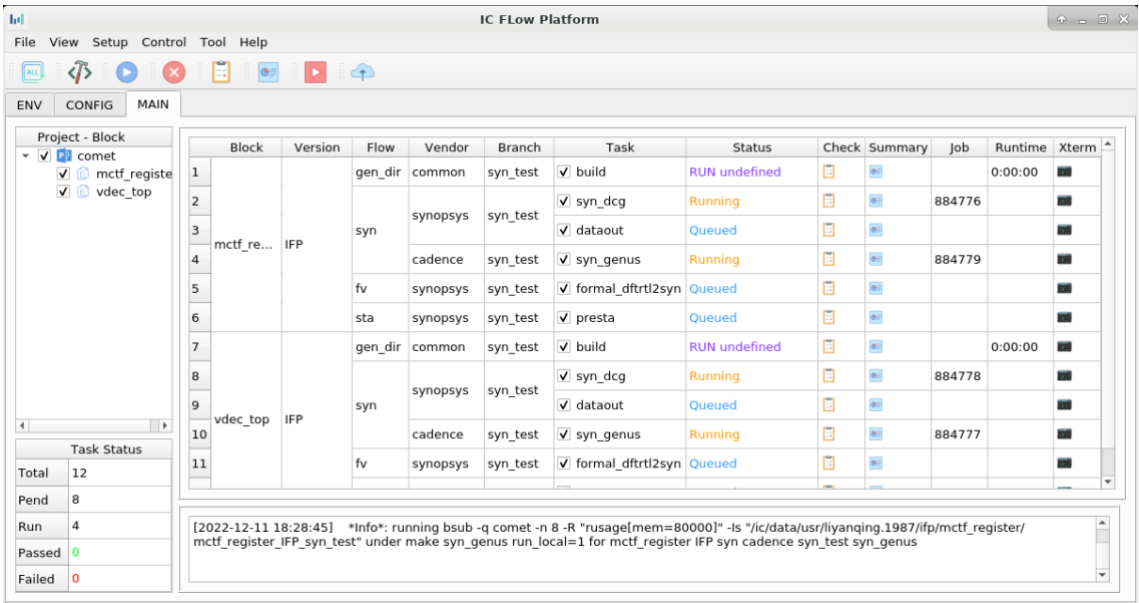 IC FLow Platform
File View Setup Control Tool Help
ALL
ENV CONFIG MAIN
Project - Block
comet
mctf_registe
vdec_top
Block Version Flow Vendor Branch Task Status Check Summary Job Runtime Xterm
1 gen_dir common syn_test build RUN undefined 0:00:00
2 syn_dcg Running 884776
synopsys syn_test
3 syn dataout Queued
mctf_re... IFP
4 cadence syn_test syn_genus Running 884779
5 fv synopsys syn_test formal_dftrtl2syn Queued
6 sta synopsys syn_test presta Queued
7 gen_dir common syn_test build RUN undefined 0:00:00
8 syn_dcg Running 884778
synopsys syn_test
9 syn dataout Queued
vdec_top IFP
10 cadence syn_test syn_genus Running 884777
11 fv synopsys syn_test formal_dftrtl2syn Queued
Task Status
Total 12
Pend 8
Run 4
Passed 0
Failed 0
[2022-12-11 18:28:45] *Info*: running bsub -q comet -n 8 -R "rusage[mem=80000]" -Is "/ic/data/usr/liyanqing.1987/ifp/mctf_register/
mctf_register_IFP_syn_test" under make syn_genus run_local=1 for mctf_register IFP syn cadence syn_test syn_genus